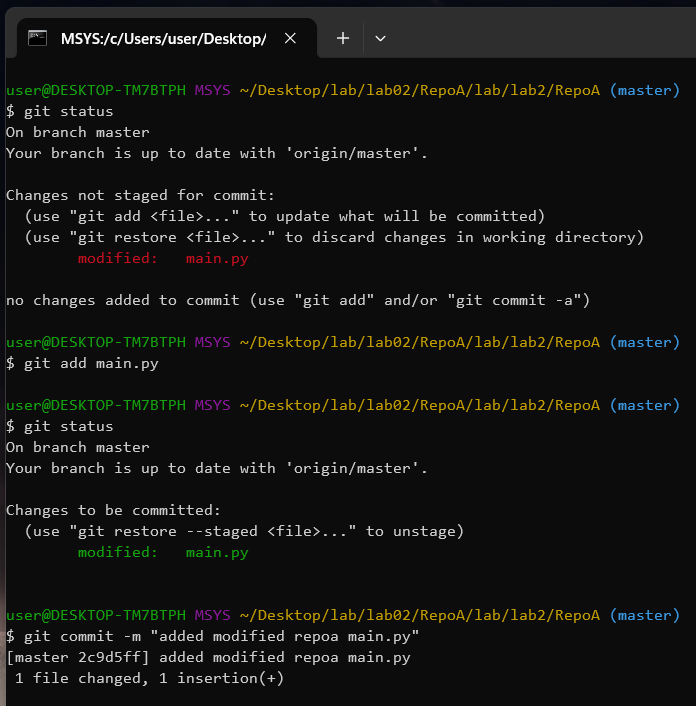 MSYS:/c/Users/user/Desktop/
user@DESKTOP-TM7BTPH MSYS ~/Desktop/lab/lab02/RepoA/lab/lab2/RepoA (master)
$ git status
On branch master
Your branch is up to date with 'origin/master'.
Changes not staged for commit:
  (use "git add <file>..." to update what will be committed)
  (use "git restore <file>..." to discard changes in working directory)
        modified:   main.py
no changes added to commit (use "git add" and/or "git commit -a")
user@DESKTOP-TM7BTPH MSYS ~/Desktop/lab/lab02/RepoA/lab/lab2/RepoA (master)
$ git add main.py
user@DESKTOP-TM7BTPH MSYS ~/Desktop/lab/lab02/RepoA/lab/lab2/RepoA (master)
$ git status
On branch master
Your branch is up to date with 'origin/master'.
Changes to be committed:
  (use "git restore --staged <file>..." to unstage)
        modified:   main.py
user@DESKTOP-TM7BTPH MSYS ~/Desktop/lab/lab02/RepoA/lab/lab2/RepoA (master)
$ git commit -m "added modified repoa main.py"
[master 2c9d5ff] added modified repoa main.py
 1 file changed, 1 insertion(+)